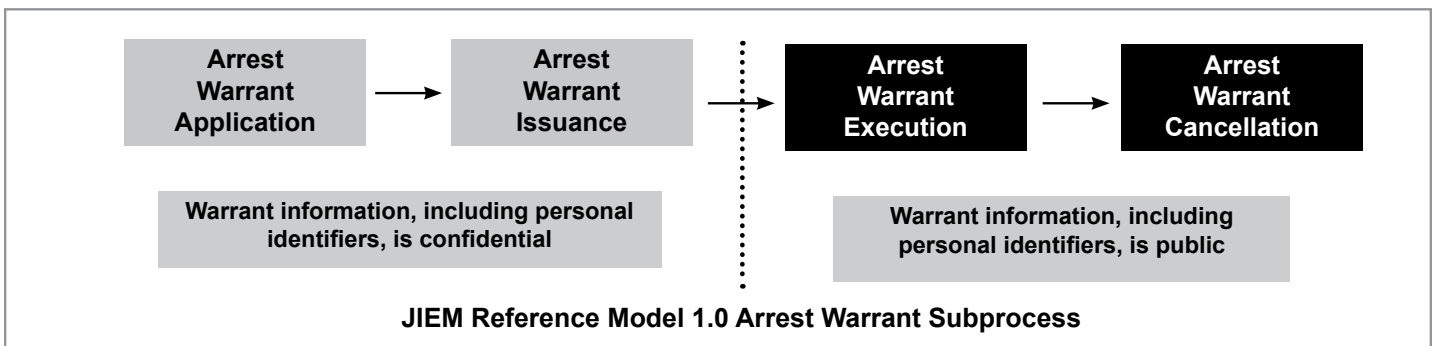 Arrest
Warrant
Application
Arrest
Warrant
Issuance
Arrest
Warrant
Execution
Arrest
Warrant
Cancellation
Warrant information, including personal
identifiers, is confidential
Warrant information, including
personal identifiers, is public
JIEM Reference Model 1.0 Arrest Warrant Subprocess